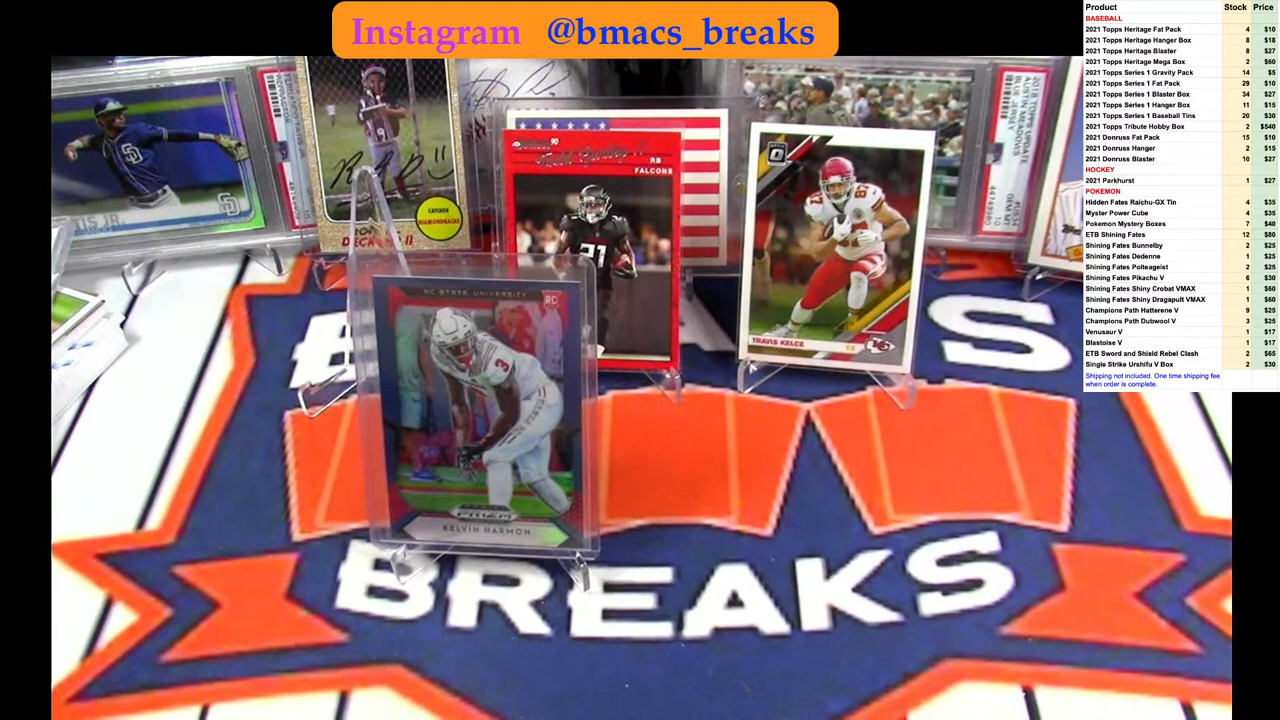 Instagram @bmacs_breaks
Product Stock Price
BASEBALL
2021 Topps Heritage Fat Pack 4 $10
2021 Topps Heritage Hanger Box 8 $18
2021 Topps Heritage Blaster 8 $27
2021 Topps Heritage Mega Box 2 $60
2021 Topps Series 1 Gravity Pack 14 $5
2021 Topps Series 1 Fat Pack 29 $10
2021 Topps Series 1 Blaster Box 34 $27
2021 Topps Series 1 Hanger Box 11 $15
2021 Topps Series 1 Baseball Tins 20 $30
2021 Topps Tribute Hobby Box 2 $540
2021 Donruss Fat Pack 15 $10
2021 Donruss Hanger 2 $15
2021 Donruss Blaster 10 $27
HOCKEY
2021 Parkhurst 1 $27
POKEMON
Hidden Fates Raichu-GX Tin 4 $35
Myster Power Cube 4 $35
Pokemon Mystery Boxes 7 $40
ETB Shining Fates 12 $80
Shining Fates Bunnelby 2 $25
Shining Fates Dedenne 1 $25
Shining Fates Polteageist 2 $25
Shining Fates Pikachu V 6 $30
Shining Fates Shiny Crobat VMAX 1 $60
Shining Fates Shiny Dragapult VMAX 1 $60
Champions Path Hatterene V 9 $25
Champions Path Dubwool V 3 $25
Venusaur V 1 $17
Blastoise V 1 $17
ETB Sword and Shield Rebel Clash 2 $65
Single Strike Urshifu V Box 2 $30
Shipping not included. One time shipping fee
when order is complete.
CATCHER
DIAMONDBACKS
RB
FALCONS
21
87
TRAVIS KELCE TE
NC STATE UNIVERSITY
RC
3
PRIZM
KELVIN HARMON
S
BREAKS